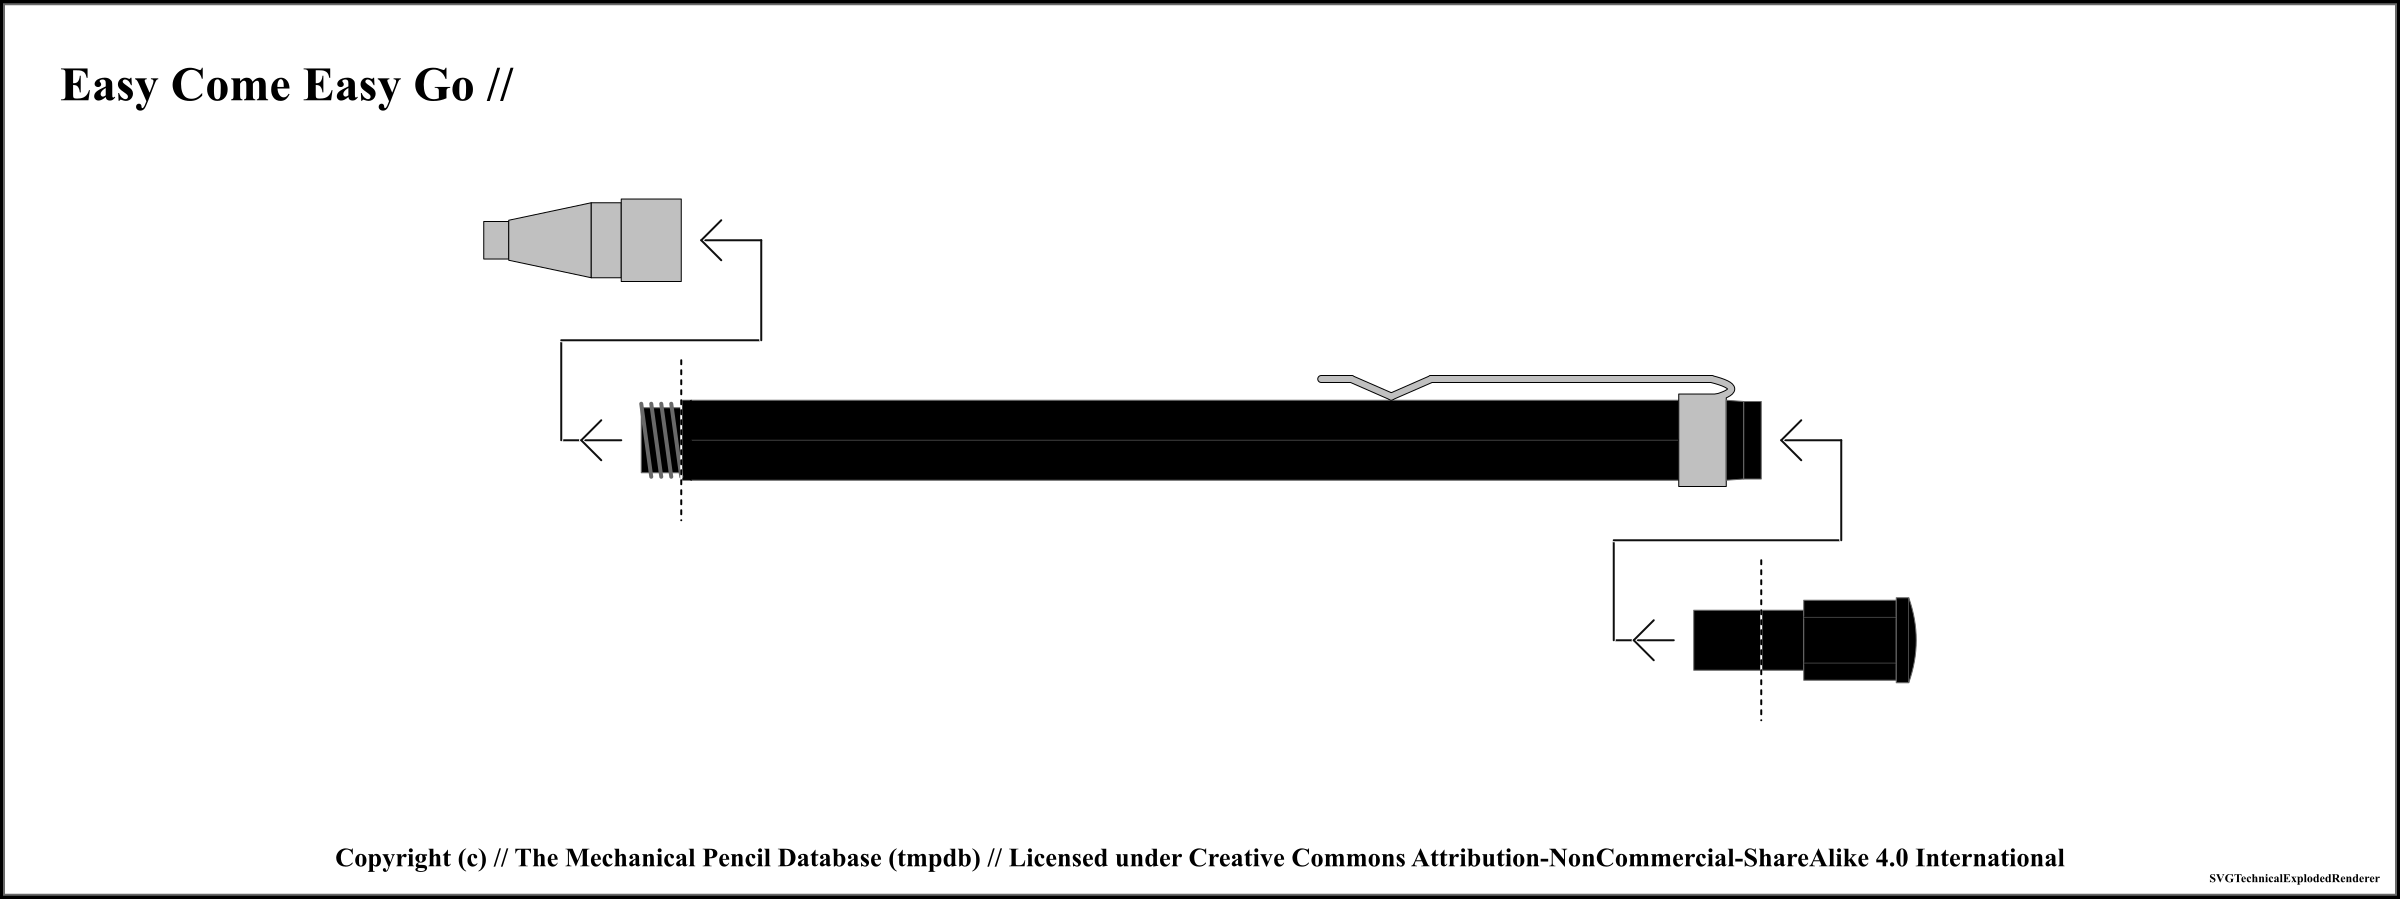 Easy Come Easy Go //
Copyright (c) // The Mechanical Pencil Database (tmpdb) // Licensed under Creative Commons Attribution-NonCommercial-ShareAlike 4.0 International
SVGTechnicalExplodedRenderer